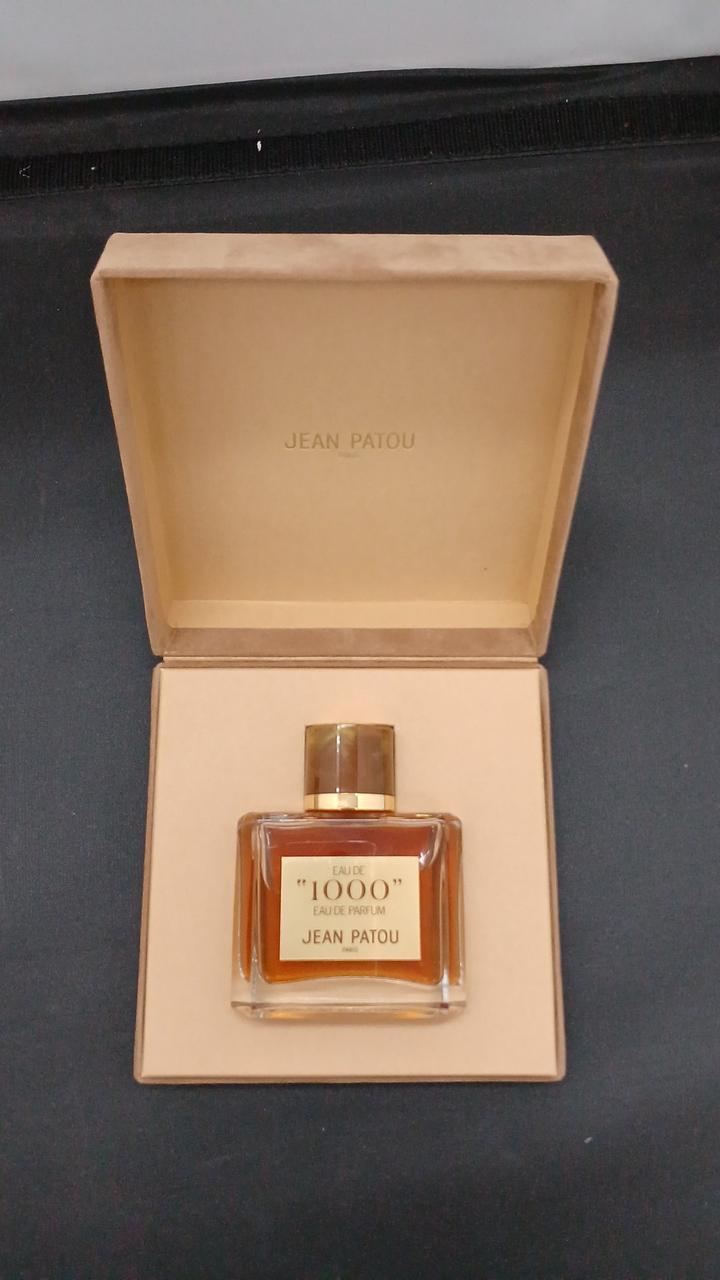 JEAN PATOU
PARIS
EAU DE
"1000"
EAU DE PARFUM
JEAN PATOU
PARIS